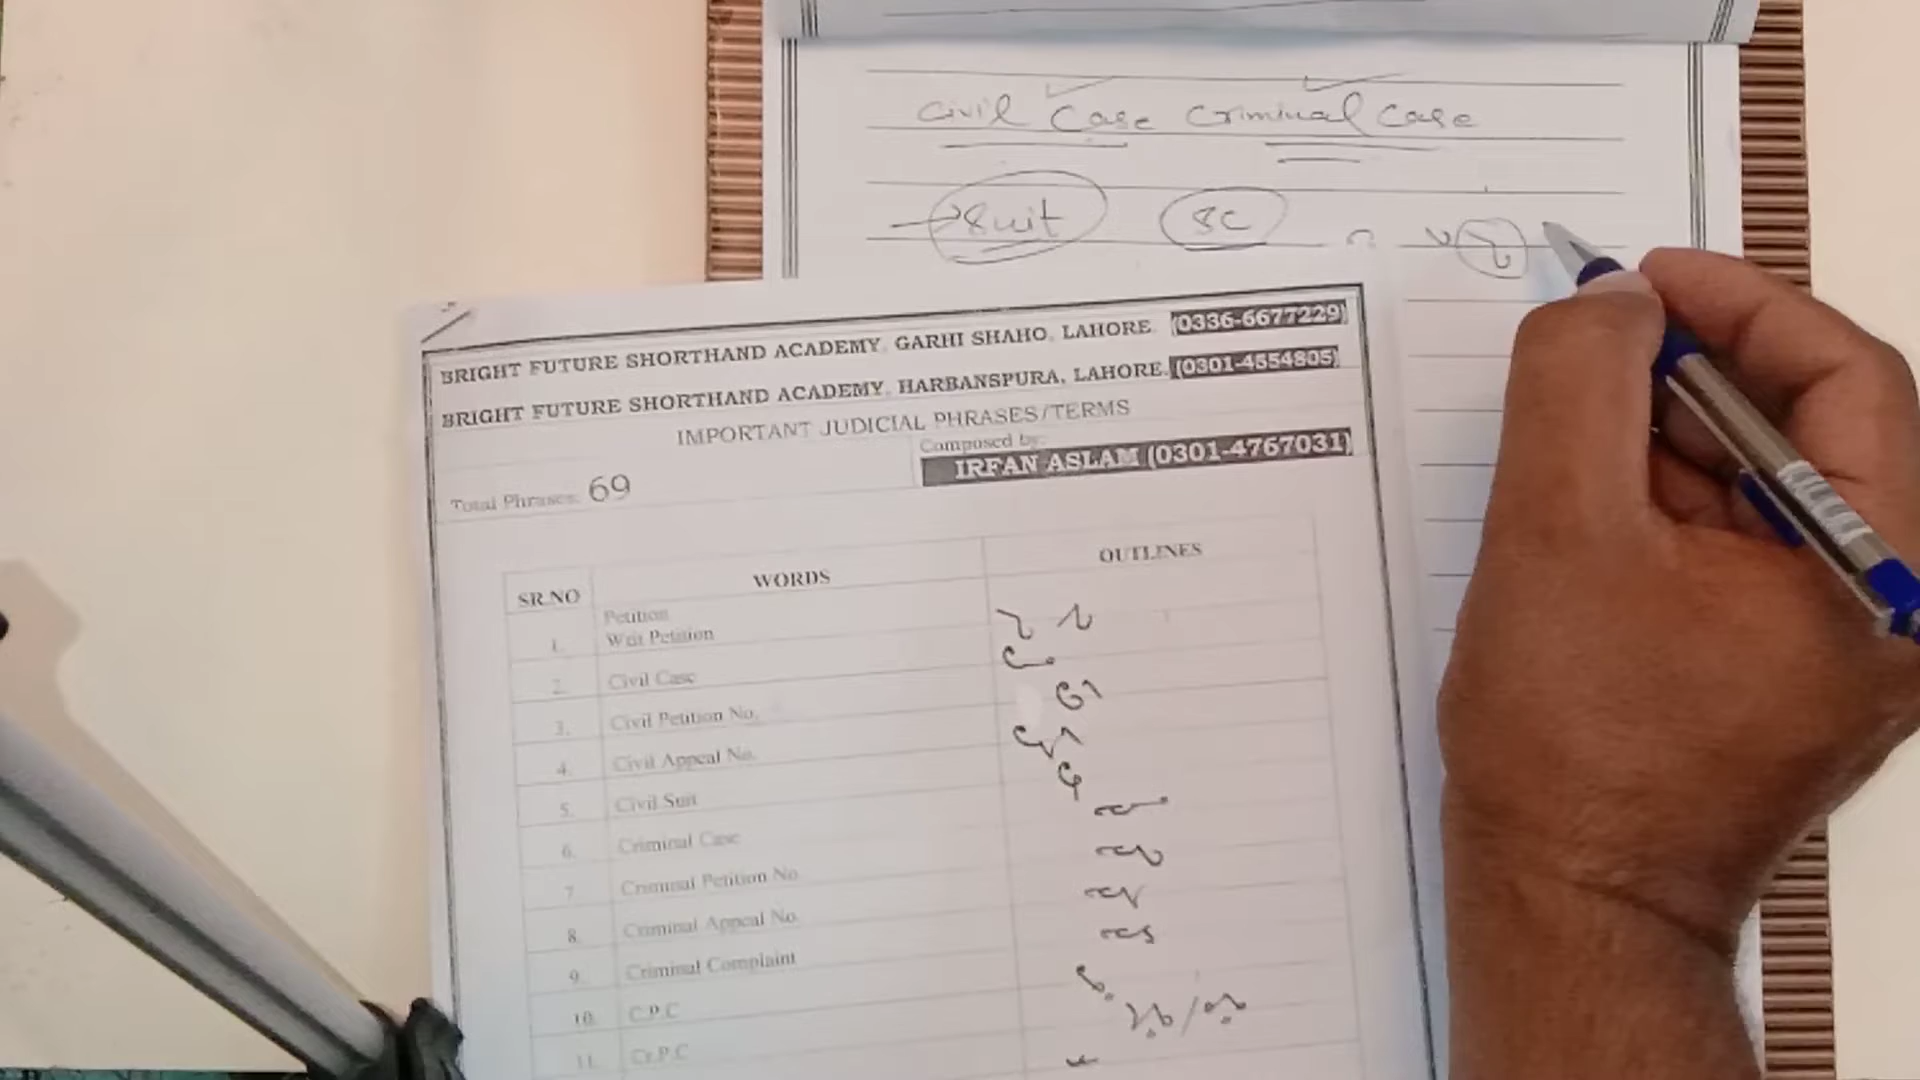 Civil Case Criminal Case
Suit SC
BRIGHT FUTURE SHORTHAND ACADEMY, GARHI SHAHO, LAHORE. (0336-6677229)
BRIGHT FUTURE SHORTHAND ACADEMY, HARBANSPURA, LAHORE. (0301-4554805)
IMPORTANT JUDICIAL PHRASES/TERMS
Total Phrases: 69
Composed by:
IRFAN ASLAM (0301-4767031)
SR.NO WORDS OUTLINES
Petition
1. Writ Petition
2. Civil Case
3. Civil Petition No.
4. Civil Appeal No.
5. Civil Suit
6. Criminal Case
7. Criminal Petition No.
8. Criminal Appeal No.
9. Criminal Complaint
10. C.P.C
11. Cr.P.C